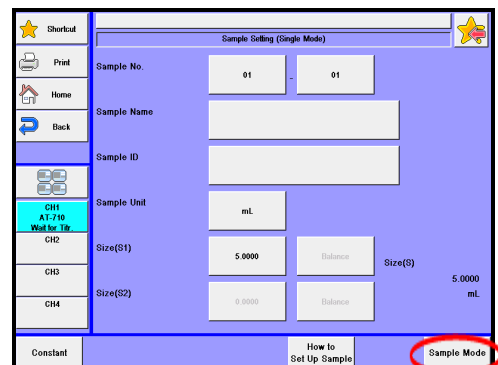 Shortcut
Sample Setting (Single Mode)
Print
Home
Back
Sample No.
01 - 01
Sample Name
Sample ID
CH1
AT-710
Wait for Titr.
CH2
CH3
CH4
Sample Unit
mL
Size(S1)
5.0000
Balance
Size(S)
5.0000
mL
Size(S2)
0.0000
Balance
Constant
How to
Set Up Sample
Sample Mode